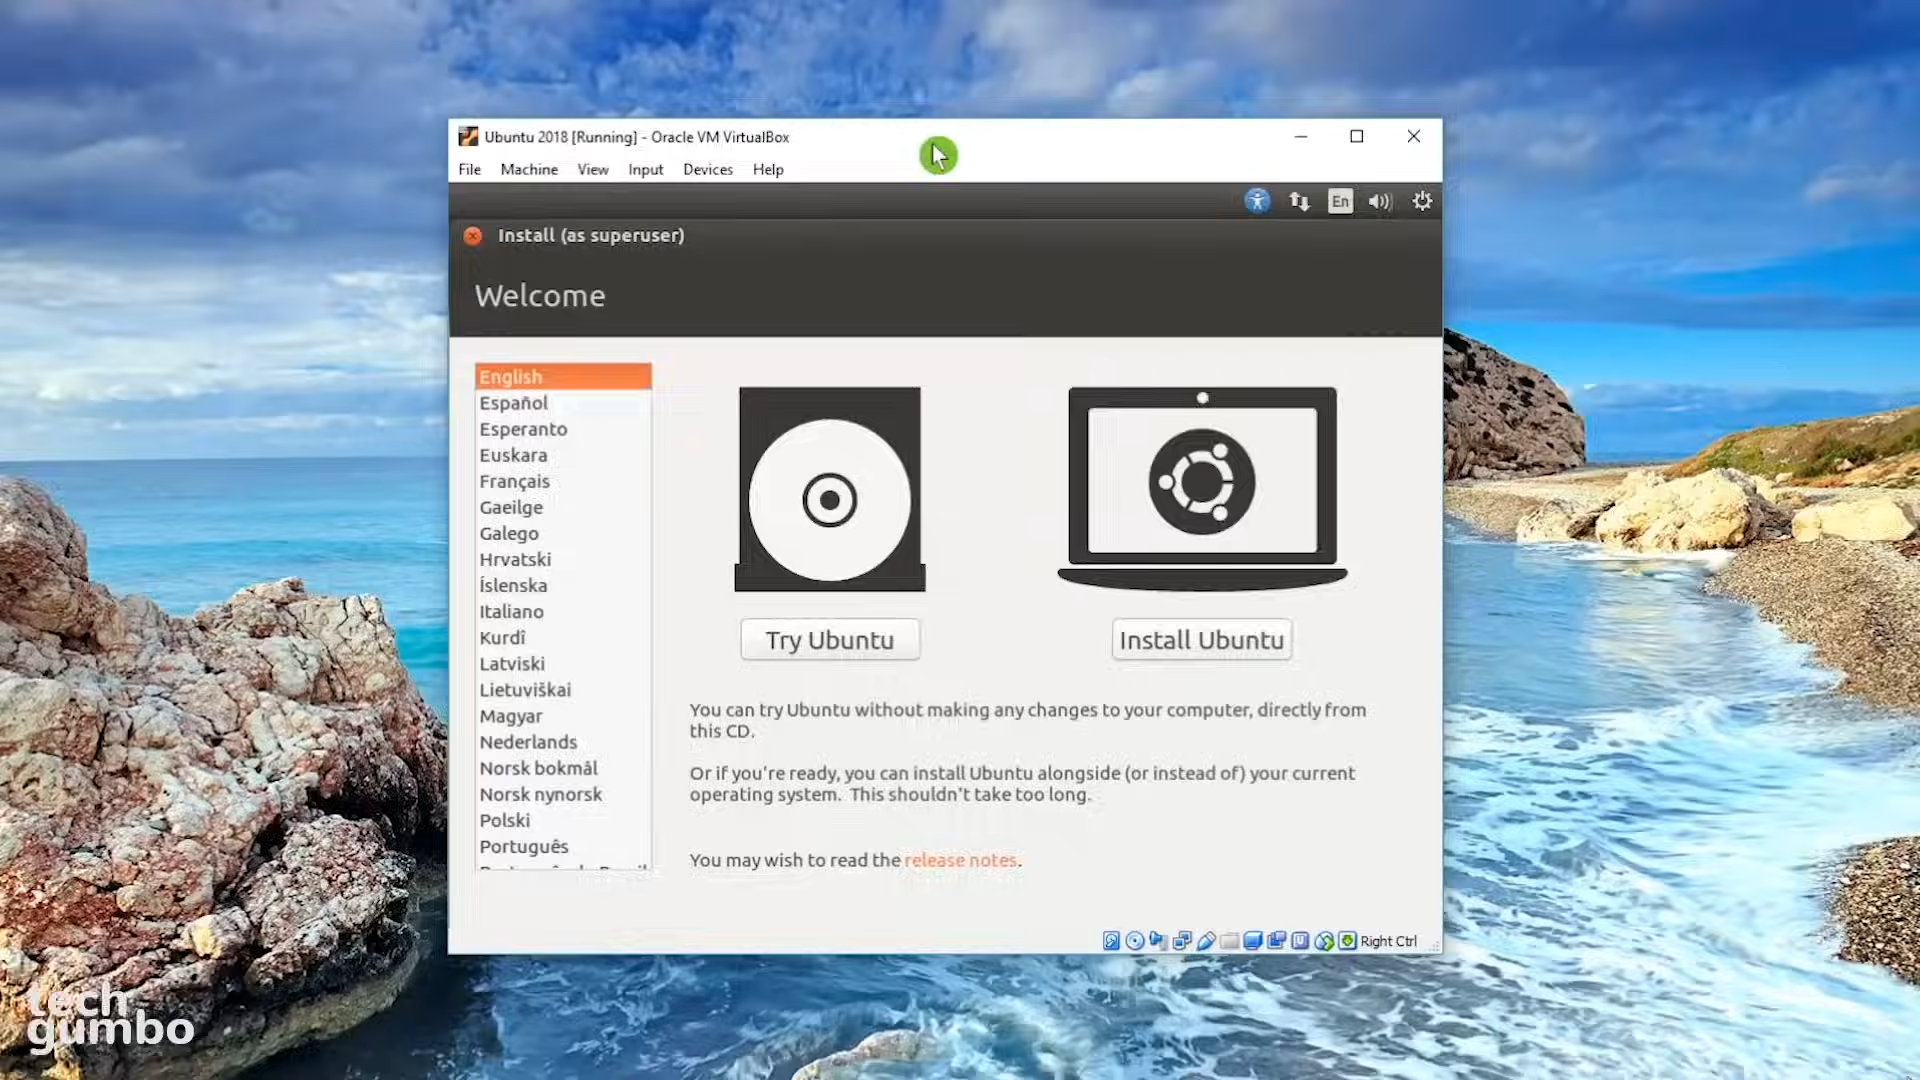 Ubuntu 2018 [Running] - Oracle VM VirtualBox
File Machine View Input Devices Help
En
Install (as superuser)
Welcome
English
Español
Esperanto
Euskara
Français
Gaeilge
Galego
Hrvatski
Íslenska
Italiano
Kurdî
Latviski
Lietuviškai
Magyar
Nederlands
Norsk bokmål
Norsk nynorsk
Polski
Português
Try Ubuntu
Install Ubuntu
You can try Ubuntu without making any changes to your computer, directly from
this CD.
Or if you're ready, you can install Ubuntu alongside (or instead of) your current
operating system. This shouldn't take too long.
You may wish to read the release notes.
Right Ctrl
tech
gumbo